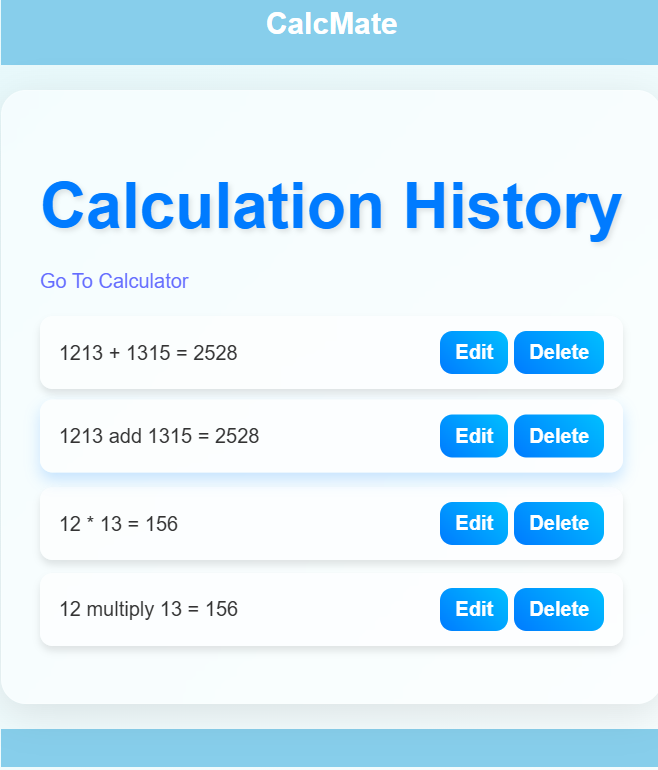 CalcMate
Calculation History
Go To Calculator
1213 + 1315 = 2528 Edit Delete
1213 add 1315 = 2528 Edit Delete
12 * 13 = 156 Edit Delete
12 multiply 13 = 156 Edit Delete